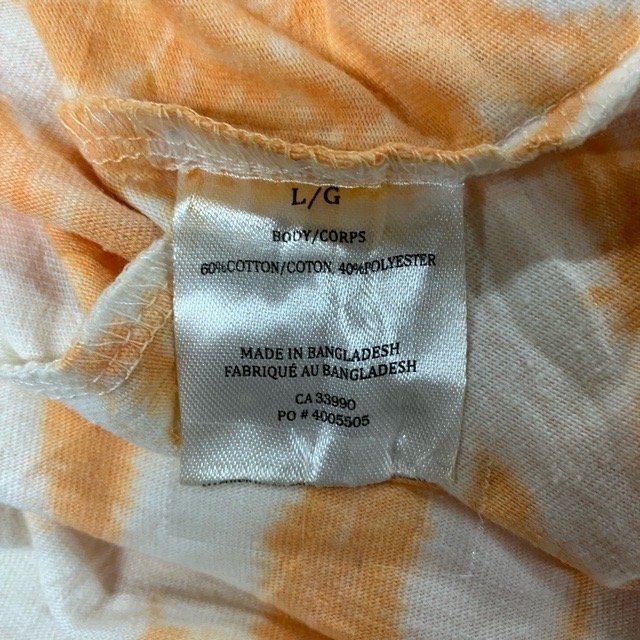 L/G
BODY/CORPS
60%COTTON/COTON, 40%POLYESTER
MADE IN BANGLADESH
FABRIQUÉ AU BANGLADESH
CA 33990
PO # 4005505